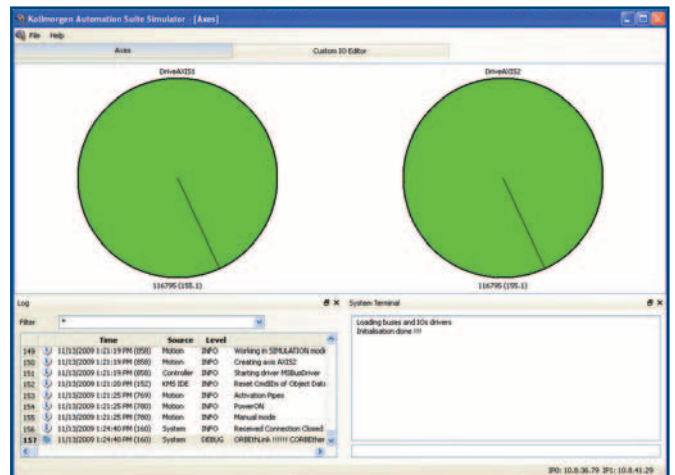 Kollmorgen Automation Suite Simulator - [Axes]
File Help
Axes Custom IO Editor
DriveAXIS1 DriveAXIS2
116795 (155.1) 116795 (155.1)
Log System Terminal
Filter *
Time Source Level
149 11/13/2009 1:21:19 PM (858) Motion INFO Working in SIMULATION mode
150 11/13/2009 1:21:19 PM (858) Motion INFO Creating axis AXIS2
151 11/13/2009 1:21:19 PM (858) Controller INFO Starting driver MSBusDriver
152 11/13/2009 1:21:20 PM (152) KMS IDE INFO Reset CmdIDs of Object Data
153 11/13/2009 1:21:25 PM (769) Motion INFO Activation Pipes
154 11/13/2009 1:21:25 PM (780) Motion INFO PowerON
155 11/13/2009 1:21:25 PM (780) Motion INFO Manual mode
156 11/13/2009 1:24:40 PM (160) System INFO Received Connection Closed
157 11/13/2009 1:24:40 PM (160) System DEBUG ORBEthLink !!!!!! CORBEther
Loading buses and IOs drivers
Initialisation done !!!
IP0: 10.8.36.79 IP1: 10.8.41.29